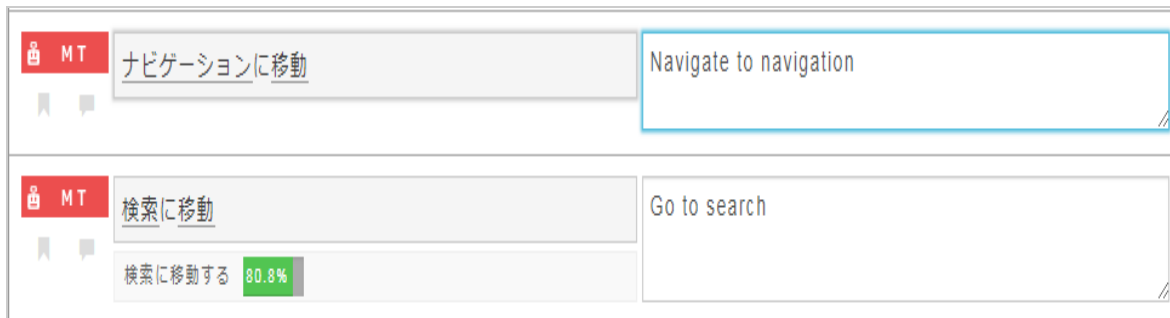 MT
ナビゲーションに移動
Navigate to navigation
MT
検索に移動
Go to search
検索に移動する 80.8%